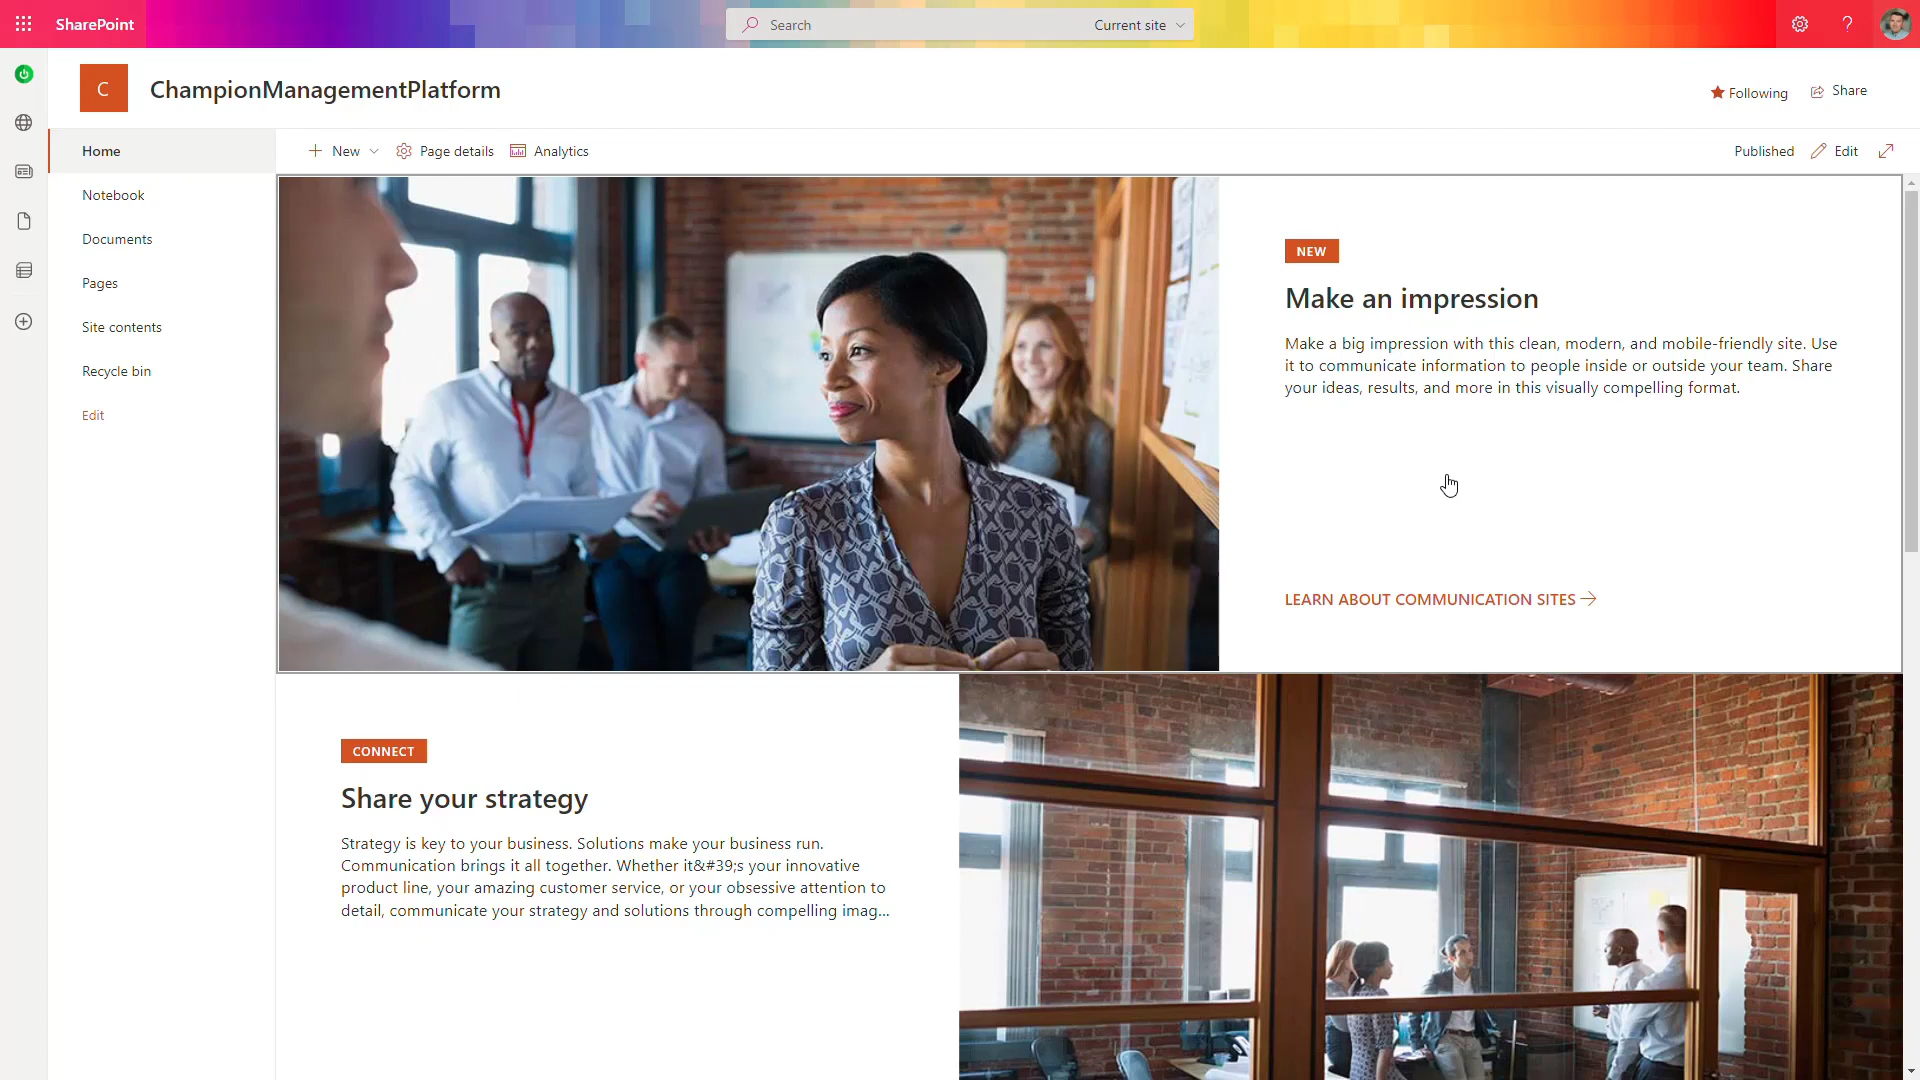 SharePoint
Search
Current site
?
C
ChampionManagementPlatform
Following
Share
Home
New
Page details
Analytics
Published
Edit
Notebook
Documents
Pages
Site contents
Recycle bin
Edit
NEW
Make an impression
Make a big impression with this clean, modern, and mobile-friendly site. Use
it to communicate information to people inside or outside your team. Share
your ideas, results, and more in this visually compelling format.
LEARN ABOUT COMMUNICATION SITES
CONNECT
Share your strategy
Strategy is key to your business. Solutions make your business run.
Communication brings it all together. Whether it&#39;s your innovative
product line, your amazing customer service, or your obsessive attention to
detail, communicate your strategy and solutions through compelling imag...